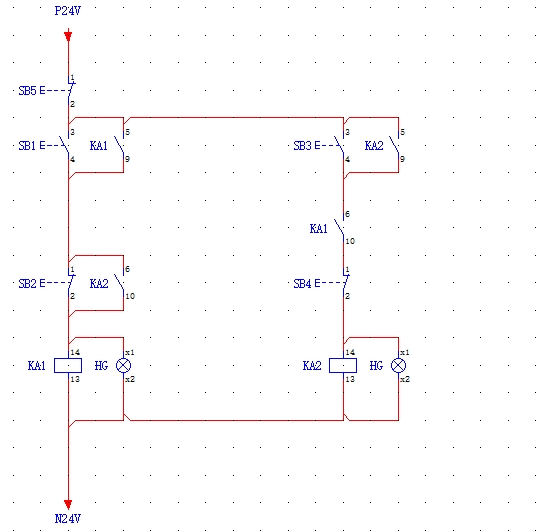 P24V
1
SB5
2
3 5 3 5
SB1 KA1 SB3 KA2
4 9 4 9
6
KA1
10
1 6 1
SB2 KA2 SB4
2 10 2
14 x1 14 x1
KA1 HG KA2 HG
13 x2 13 x2
N24V